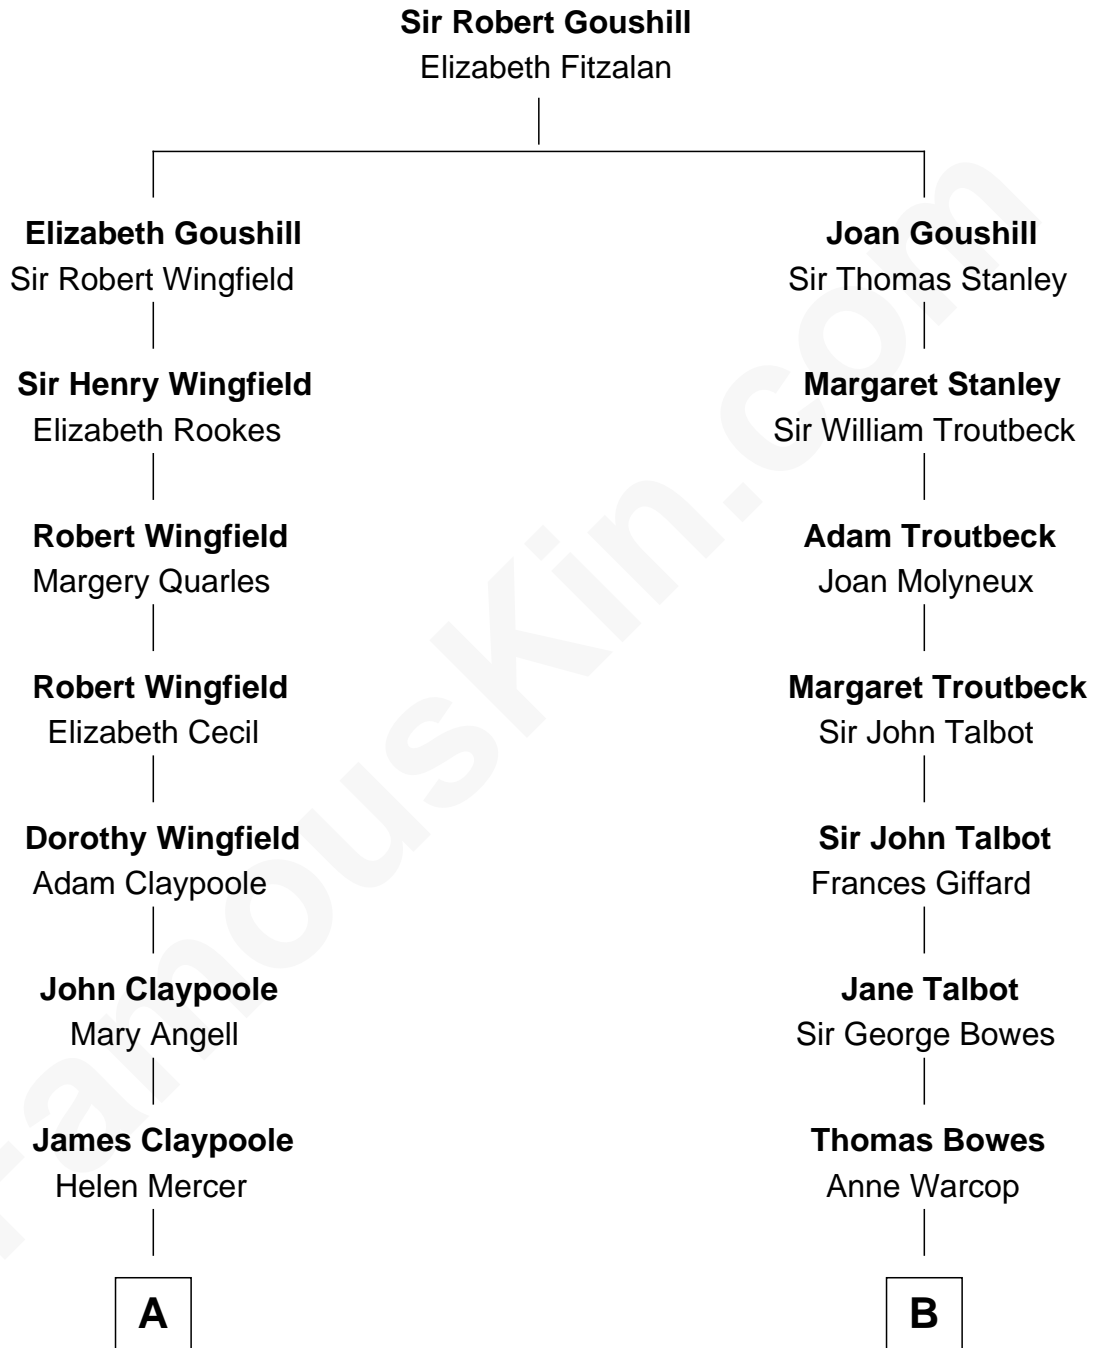 Sir Robert Goushill
Elizabeth Fitzalan
Elizabeth Goushill
Sir Robert Wingfield
Joan Goushill
Sir Thomas Stanley
Sir Henry Wingfield
Elizabeth Rookes
Margaret Stanley
Sir William Troutbeck
Robert Wingfield
Margery Quarles
Adam Troutbeck
Joan Molyneux
Robert Wingfield
Elizabeth Cecil
Margaret Troutbeck
Sir John Talbot
Dorothy Wingfield
Adam Claypoole
Sir John Talbot
Frances Giffard
John Claypoole
Mary Angell
Jane Talbot
Sir George Bowes
James Claypoole
Helen Mercer
Thomas Bowes
Anne Warcop
A
B
FamousKin.com